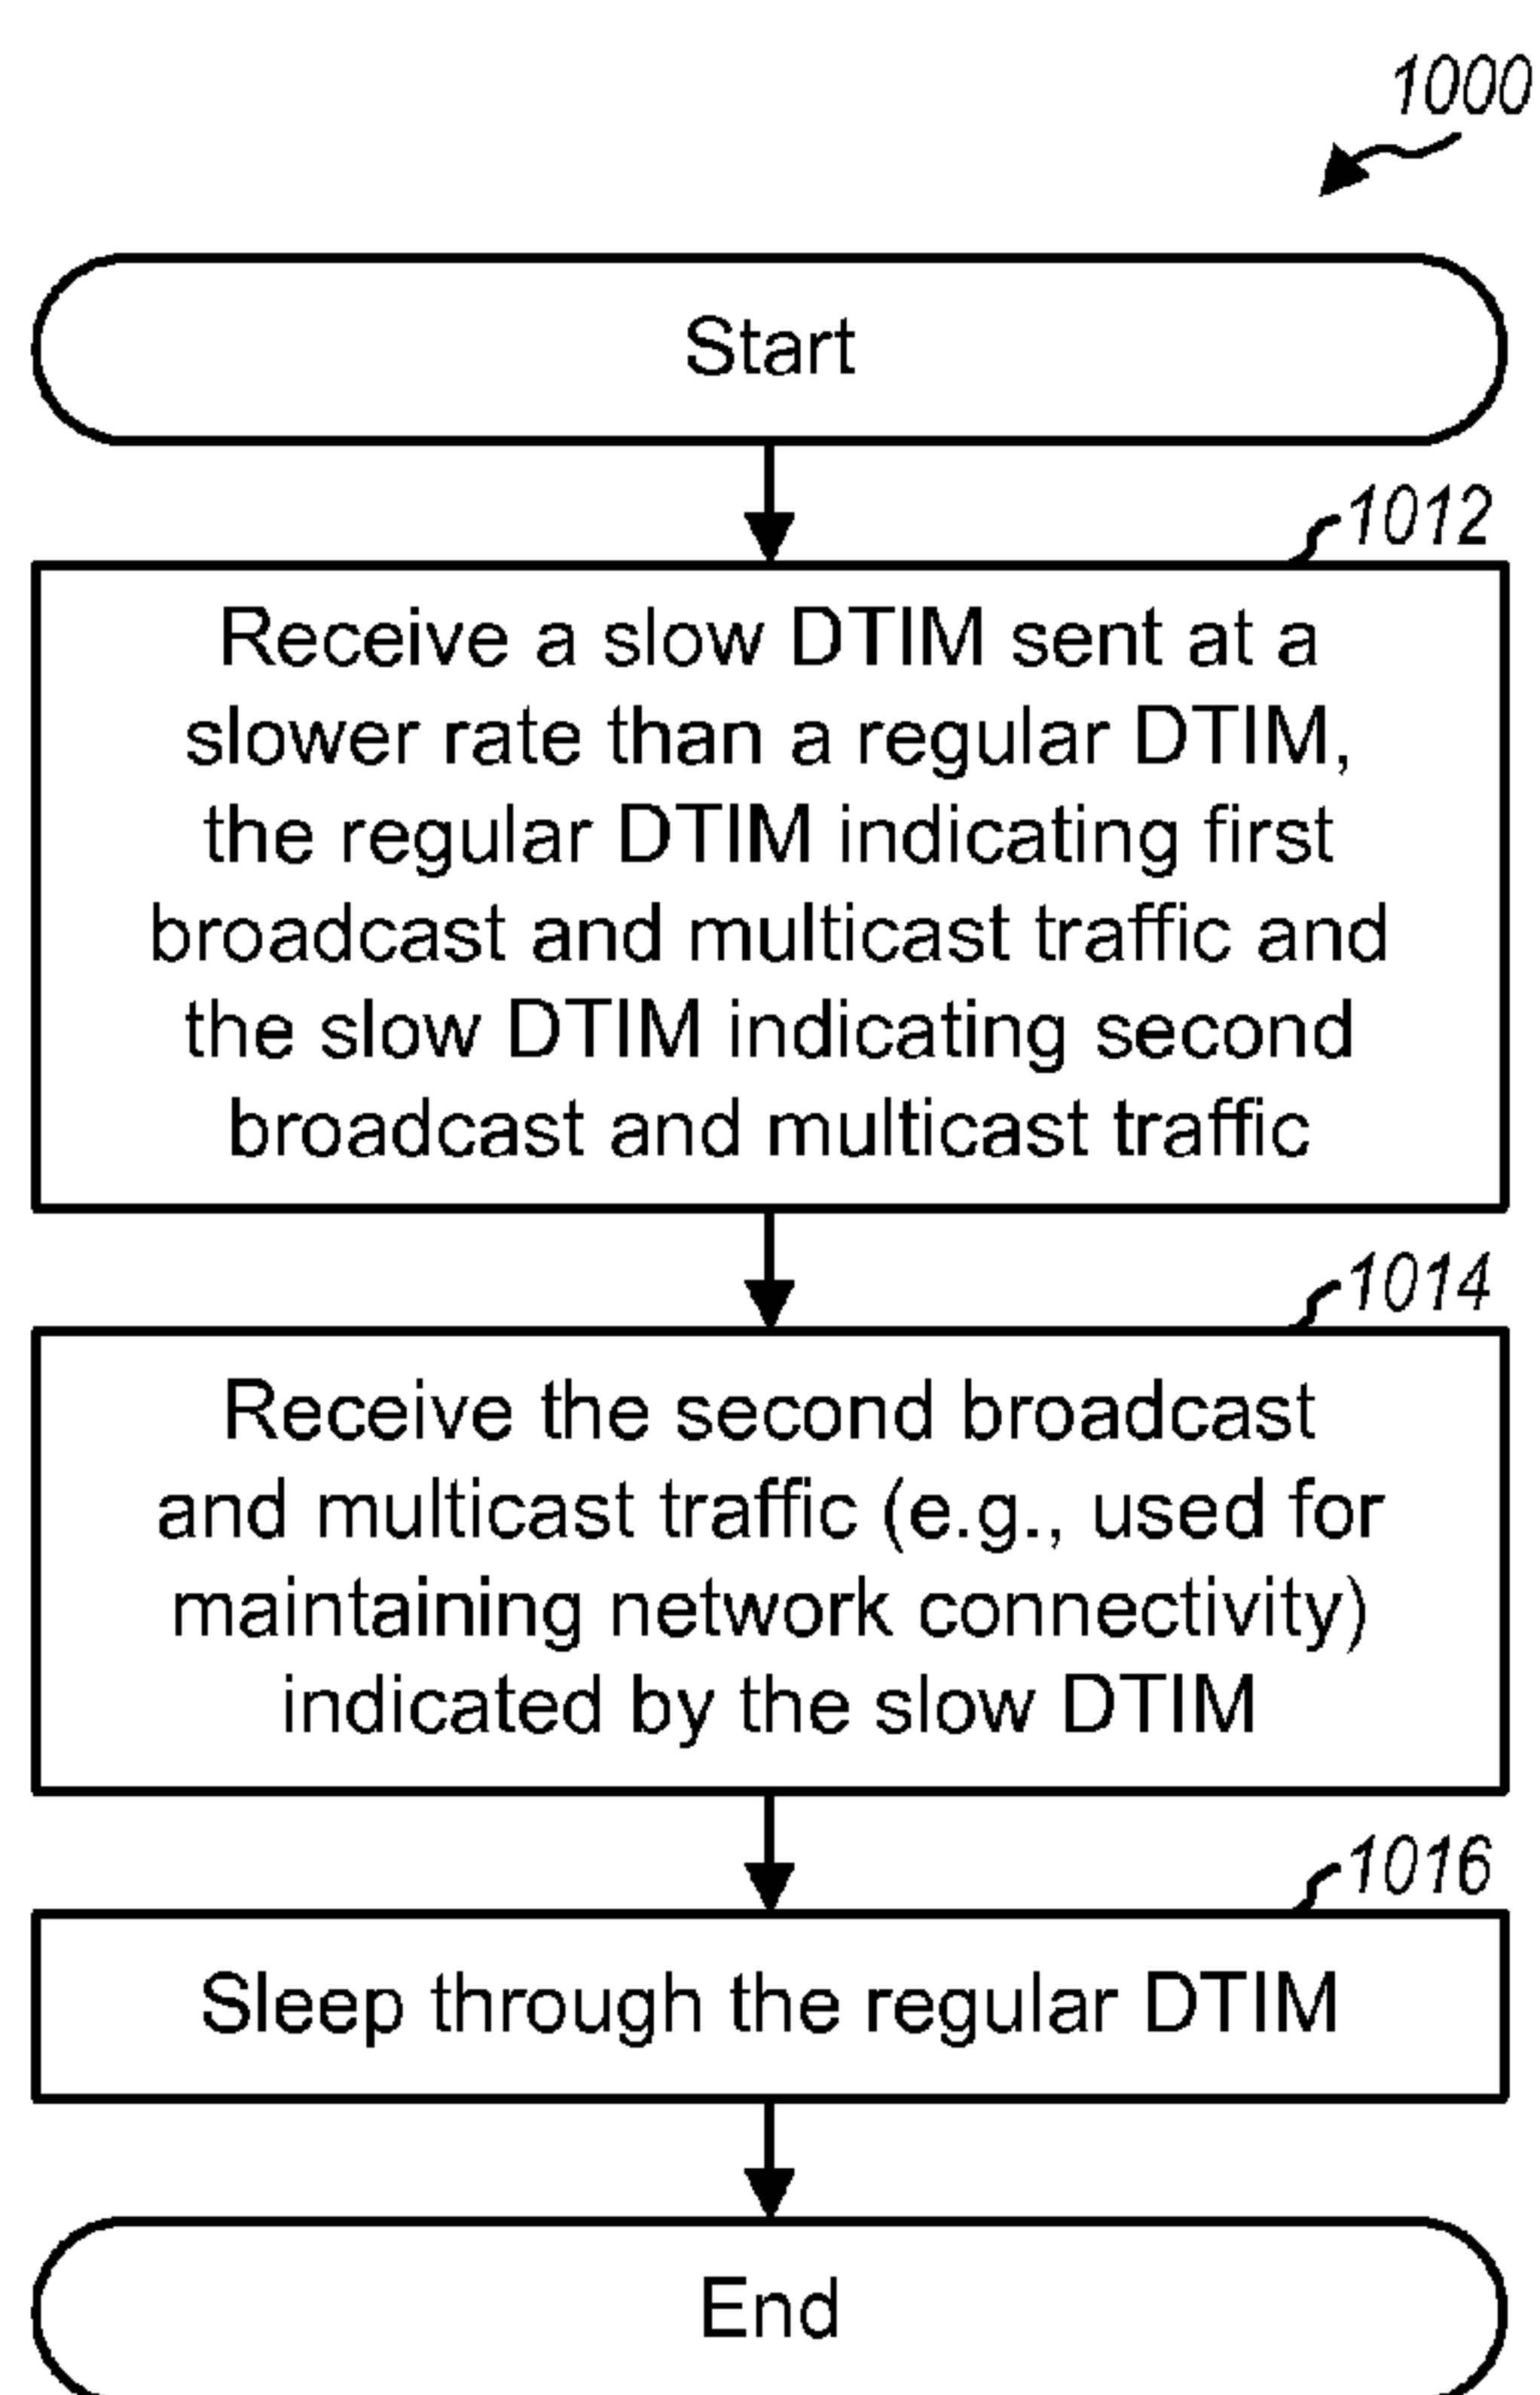 1000
Start
1012
Receive a slow DTIM sent at a
slower rate than a regular DTIM,
the regular DTIM indicating first
broadcast and multicast traffic and
the slow DTIM indicating second
broadcast and multicast traffic
1014
Receive the second broadcast
and multicast traffic (e.g., used for
maintaining network connectivity)
indicated by the slow DTIM
1016
Sleep through the regular DTIM
End